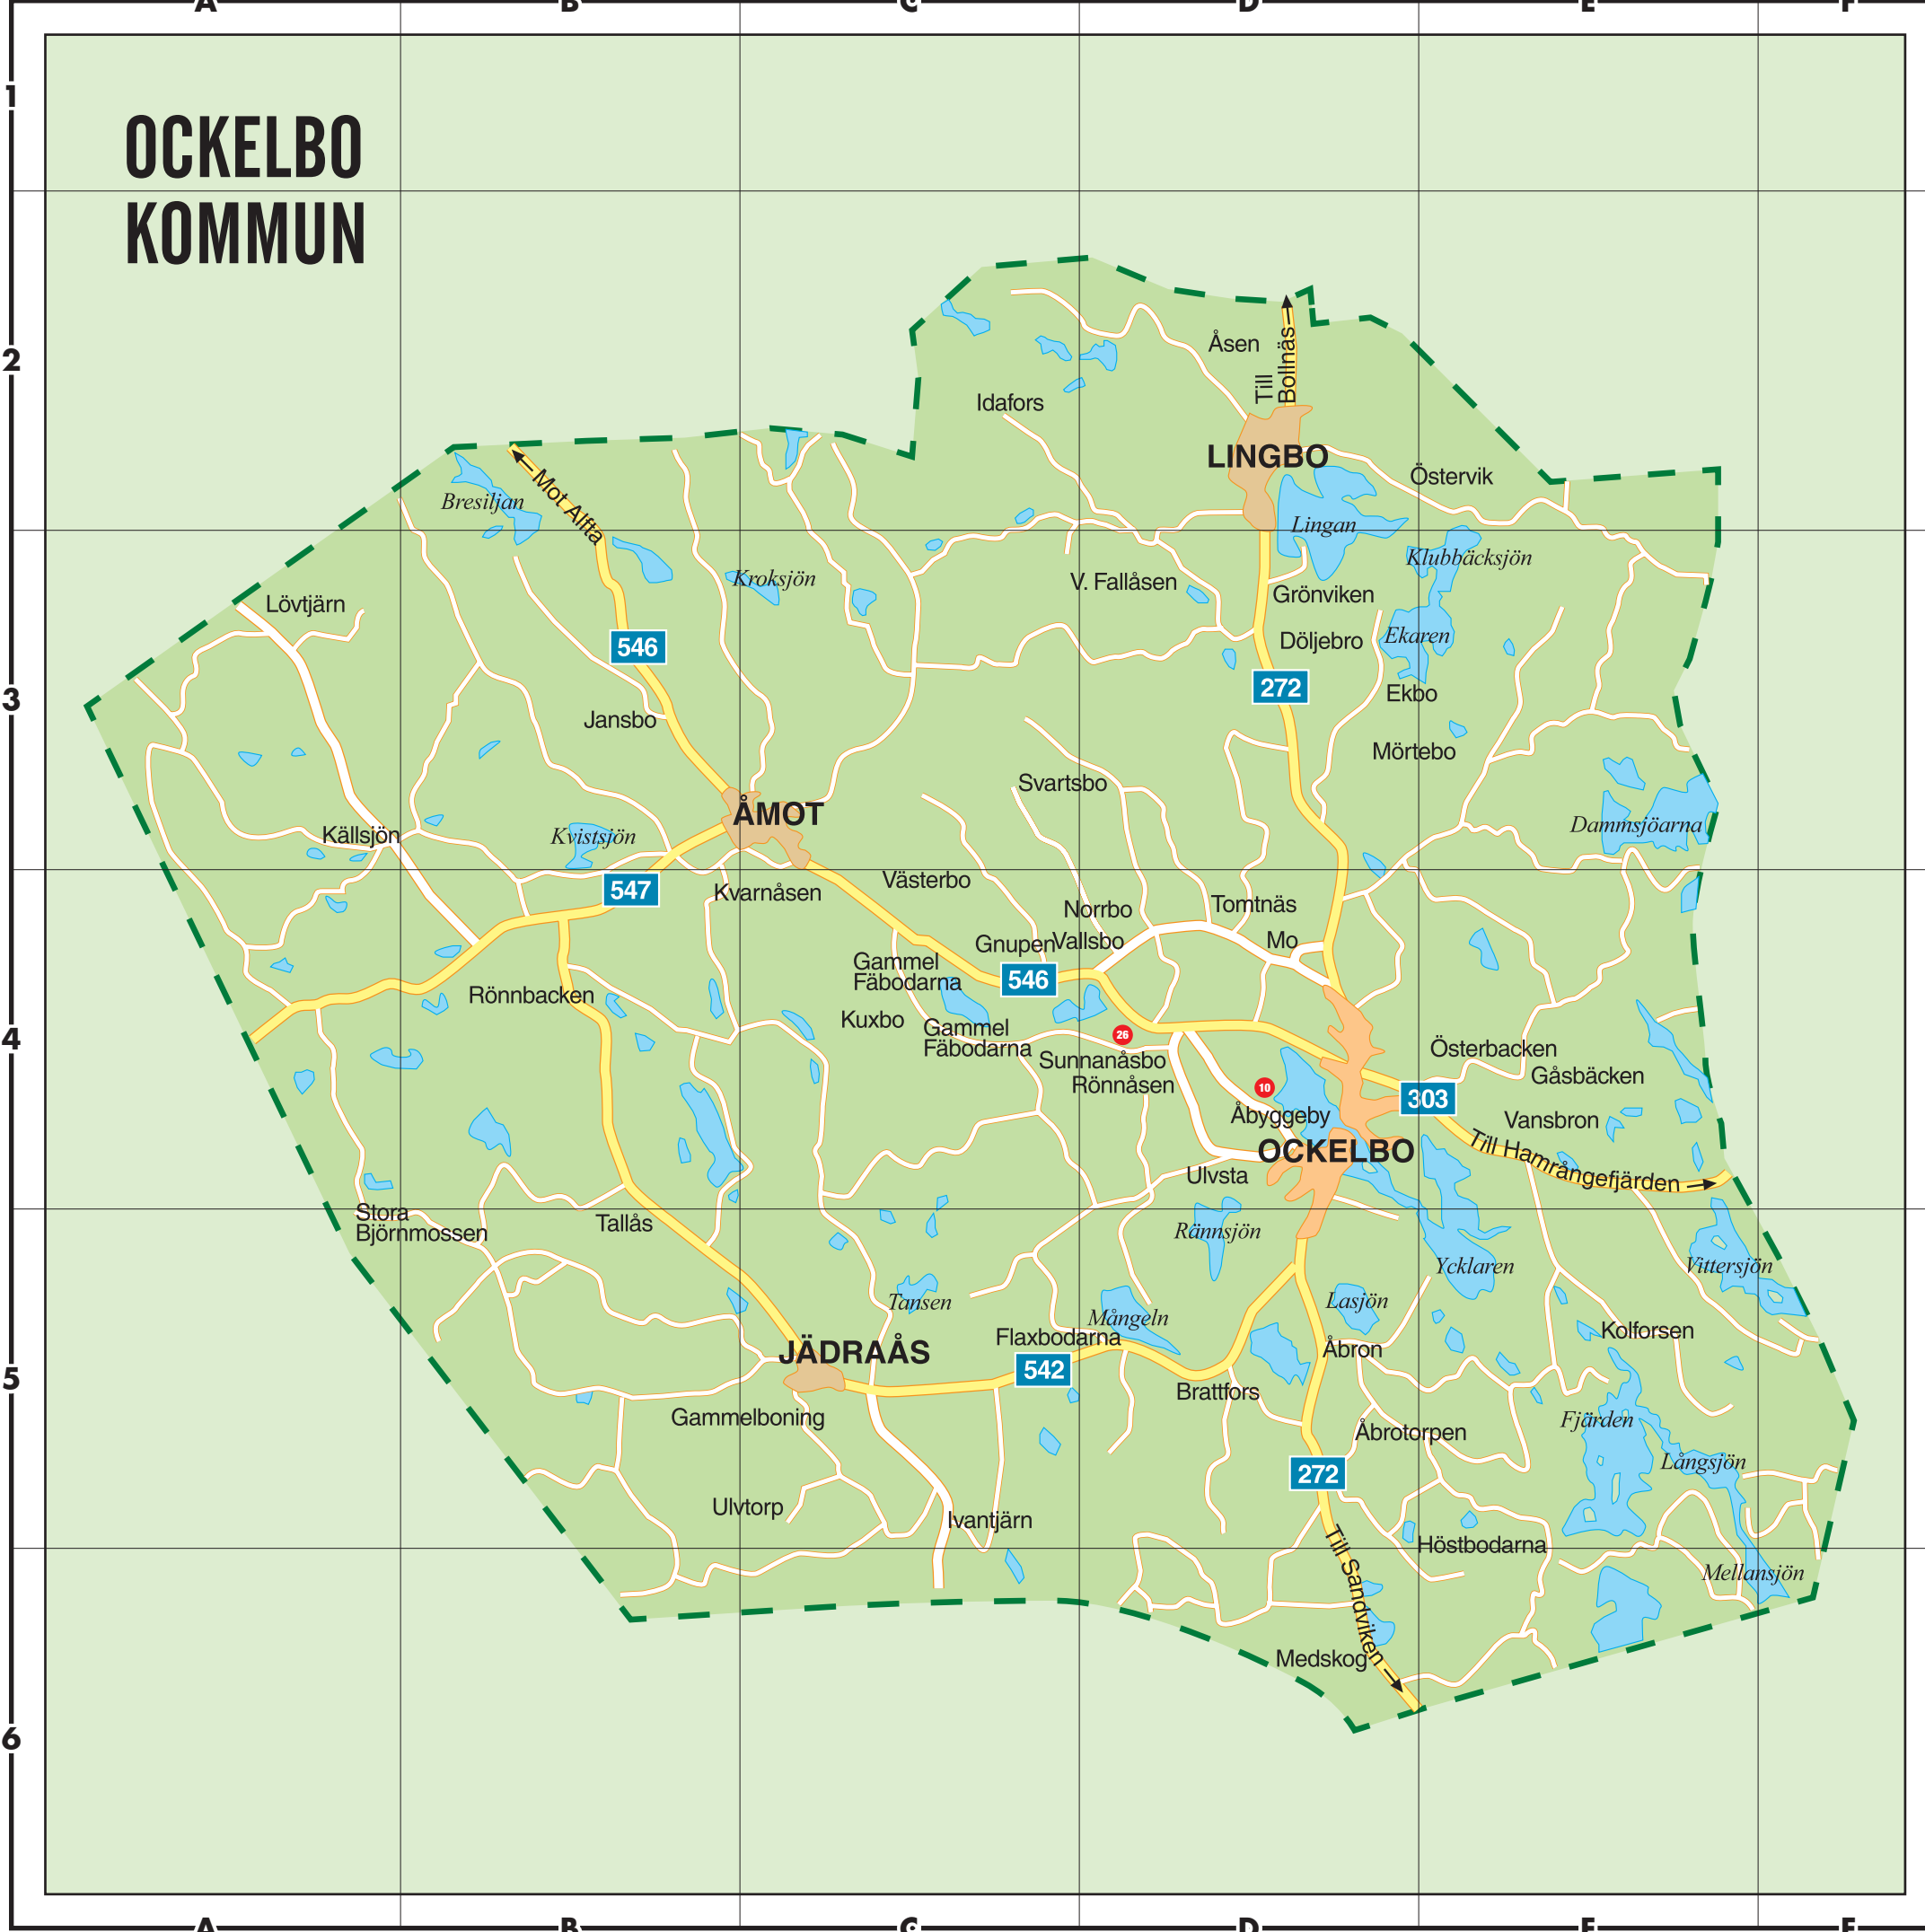 A B C D E F
OCKELBO
KOMMUN
1
2
3
4
5
6
Åsen
Till
Bollnäs
Idafors
LINGBO
Östervik
Bresiljan
Mot Alfta
Lingan
Klubbäcksjön
Kroksjön
V. Fallåsen
Grönviken
Lövtjärn
Döljebro
Ekaren
546
272
Ekbo
Jansbo
Mörtebo
Svartsbo
ÅMOT
Källsjön
Kvistsjön
Dammsjöarna
547
Kvarnåsen
Västerbo
Norrbo
Tomtnäs
Gnupen
Vallsbo
Mo
Gammel
Fäbodarna
546
Rönnbacken
Kuxbo
Gammel
Fäbodarna
26
Sunnanåsbo
Rönnåsen
Österbacken
Gåsbäcken
10
303
Åbyggeby
Vansbron
OCKELBO
Till Hamrångefjärden
Ulvsta
Stora
Björnmossen
Tallås
Rännsjön
Ycklaren
Vittersjön
Tansen
Mångeln
Lasjön
Kolforsen
Flaxbodarna
JÄDRAÅS
Åbron
542
Brattfors
Gammelboning
Fjärden
Åbrotorpen
Långsjön
272
Ulvtorp
Ivantjärn
Höstbodarna
Till Sandviken
Mellansjön
Medskog
A B C D E F